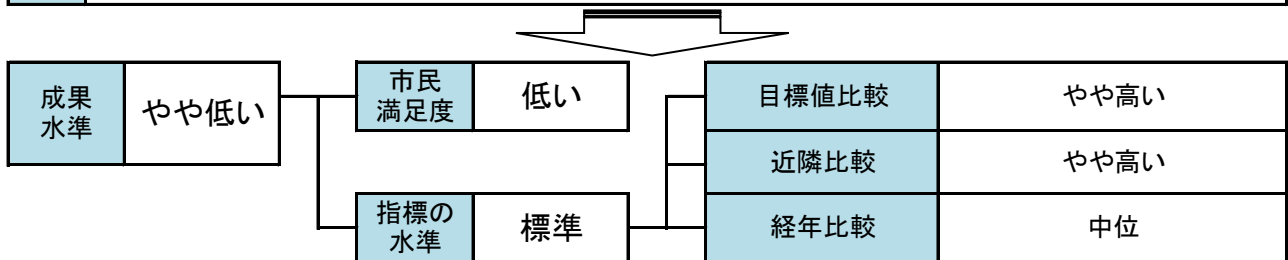 成果
水準
やや低い
市民
満足度
低い
指標の
水準
標準
目標値比較
やや高い
近隣比較
やや高い
経年比較
中位